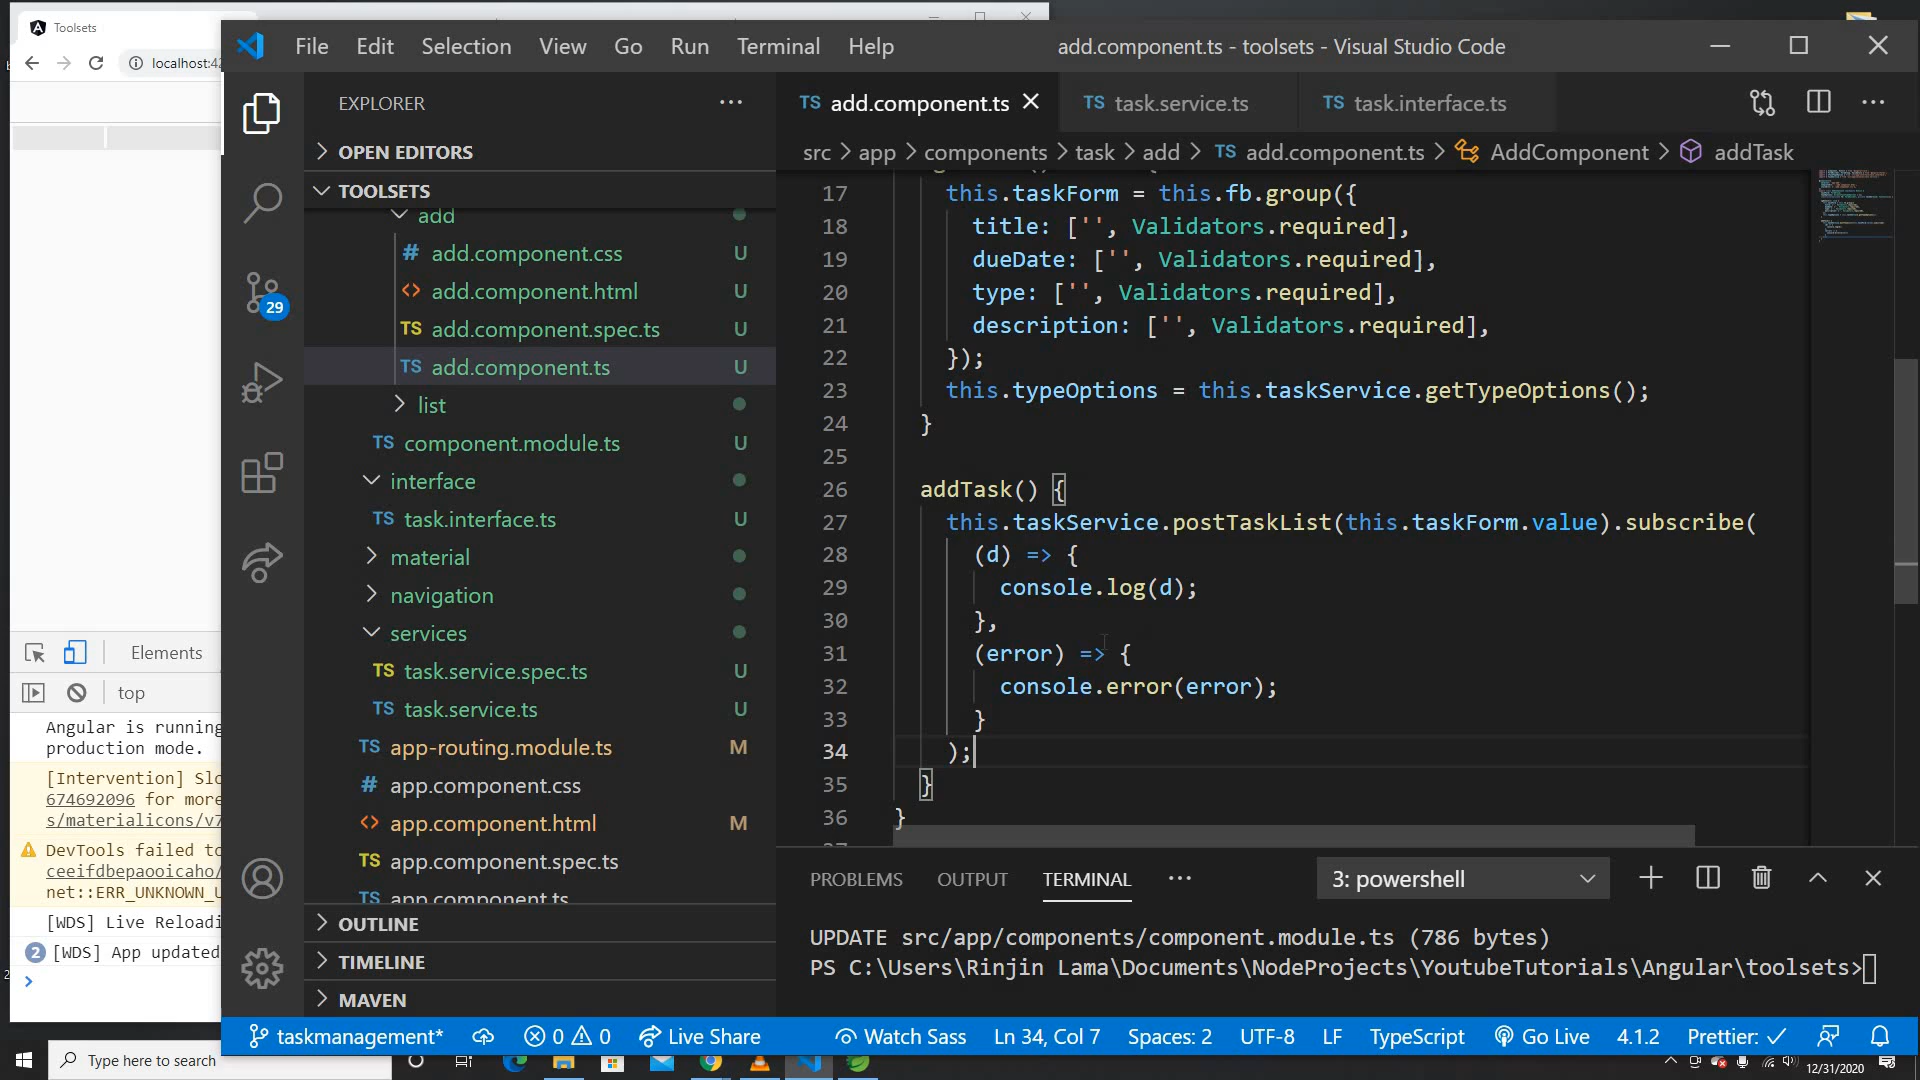 Toolsets
localhost:42
Elements
top
Angular is running
production mode.
[Intervention] Slo
674692096 for more
s/materialicons/v7
DevTools failed to
ceeifdbepaooicaho/
net::ERR_UNKNOWN_U
[WDS] Live Reloadi
2 [WDS] App updated
>
File Edit Selection View Go Run Terminal Help
add.component.ts - toolsets - Visual Studio Code
EXPLORER
OPEN EDITORS
TOOLSETS
add
# add.component.css U
<> add.component.html U
TS add.component.spec.ts U
TS add.component.ts U
list
TS component.module.ts U
interface
TS task.interface.ts U
material
navigation
services
TS task.service.spec.ts U
TS task.service.ts U
TS app-routing.module.ts M
# app.component.css
<> app.component.html M
TS app.component.spec.ts
TS app.component.ts
OUTLINE
TIMELINE
MAVEN
29
TS add.component.ts TS task.service.ts TS task.interface.ts
src > app > components > task > add > TS add.component.ts > AddComponent > addTask
17 this.taskForm = this.fb.group({
18 title: ['', Validators.required],
19 dueDate: ['', Validators.required],
20 type: ['', Validators.required],
21 description: ['', Validators.required],
22 });
23 this.typeOptions = this.taskService.getTypeOptions();
24 }
25
26 addTask() {
27 this.taskService.postTaskList(this.taskForm.value).subscribe(
28 (d) => {
29 console.log(d);
30 },
31 (error) => {
32 console.error(error);
33 }
34 );
35 }
36 }
PROBLEMS OUTPUT TERMINAL ··· 3: powershell
UPDATE src/app/components/component.module.ts (786 bytes)
PS C:\Users\Rinjin Lama\Documents\NodeProjects\YoutubeTutorials\Angular\toolsets>
taskmanagement* 0 0 Live Share Watch Sass Ln 34, Col 7 Spaces: 2 UTF-8 LF TypeScript Go Live 4.1.2 Prettier: ✓
Type here to search
12/31/2020